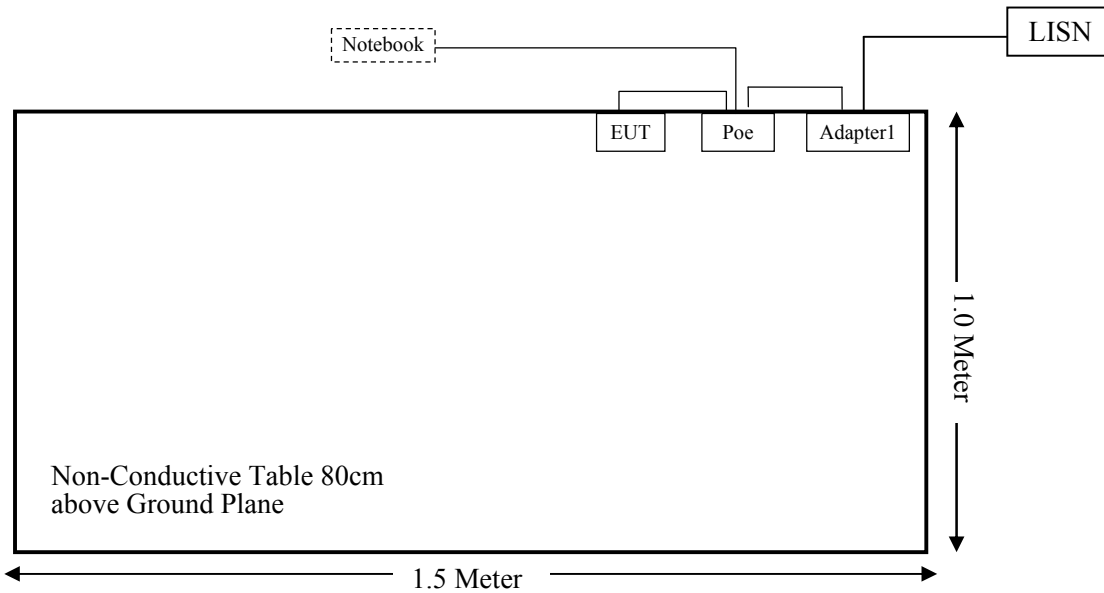 LISN
Notebook
EUT
Poe
Adapter1
1.0 Meter
Non-Conductive Table 80cm
above Ground Plane
1.5 Meter